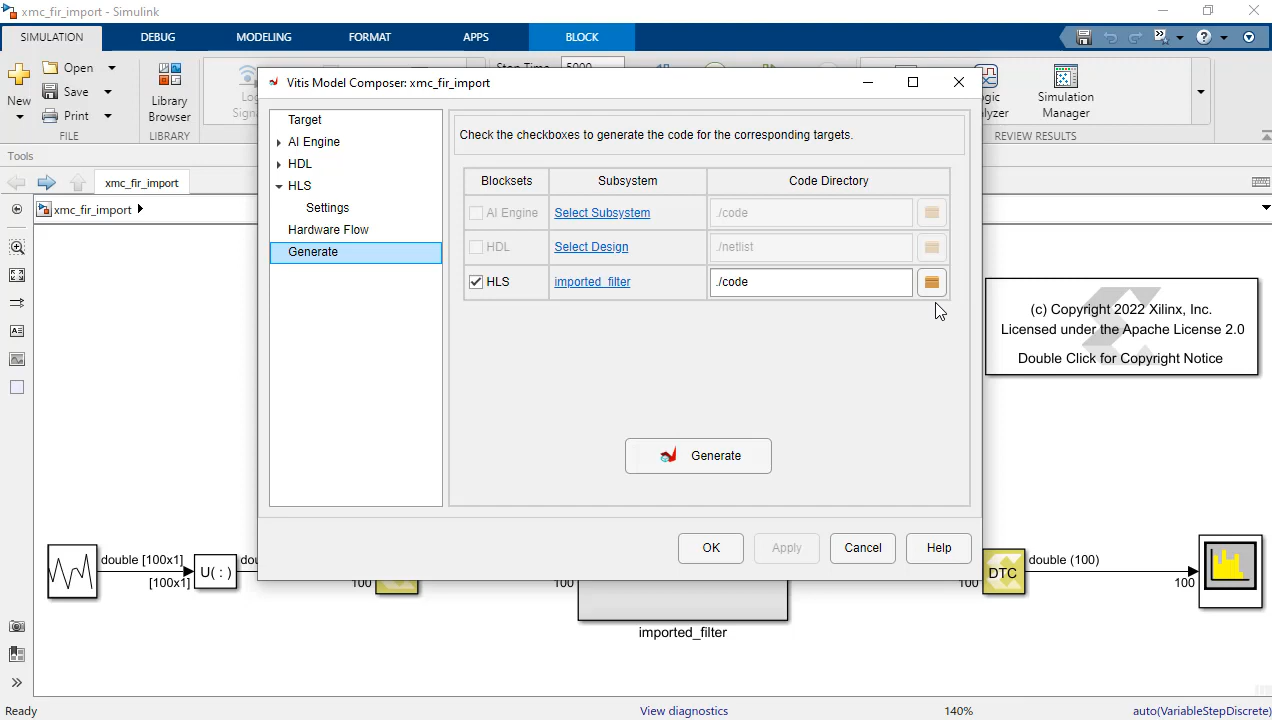 xmc_fir_import - Simulink
SIMULATION
DEBUG
MODELING
FORMAT
APPS
BLOCK
New
Open
Save
Print
FILE
Library
Browser
LIBRARY
Stop Time
5000
Simulation
Manager
REVIEW RESULTS
Tools
xmc_fir_import
xmc_fir_import
Vitis Model Composer: xmc_fir_import
Target
AI Engine
HDL
HLS
Settings
Hardware Flow
Generate
Check the checkboxes to generate the code for the corresponding targets.
Blocksets Subsystem Code Directory
AI Engine Select Subsystem ./code
HDL Select Design ./netlist
HLS imported_filter ./code
Generate
OK Apply Cancel Help
(c) Copyright 2022 Xilinx, Inc.
Licensed under the Apache License 2.0
Double Click for Copyright Notice
double [100x1]
[100x1]
U( : )
100
100
imported_filter
100
DTC
double (100)
100
Ready
View diagnostics
140%
auto(VariableStepDiscrete)